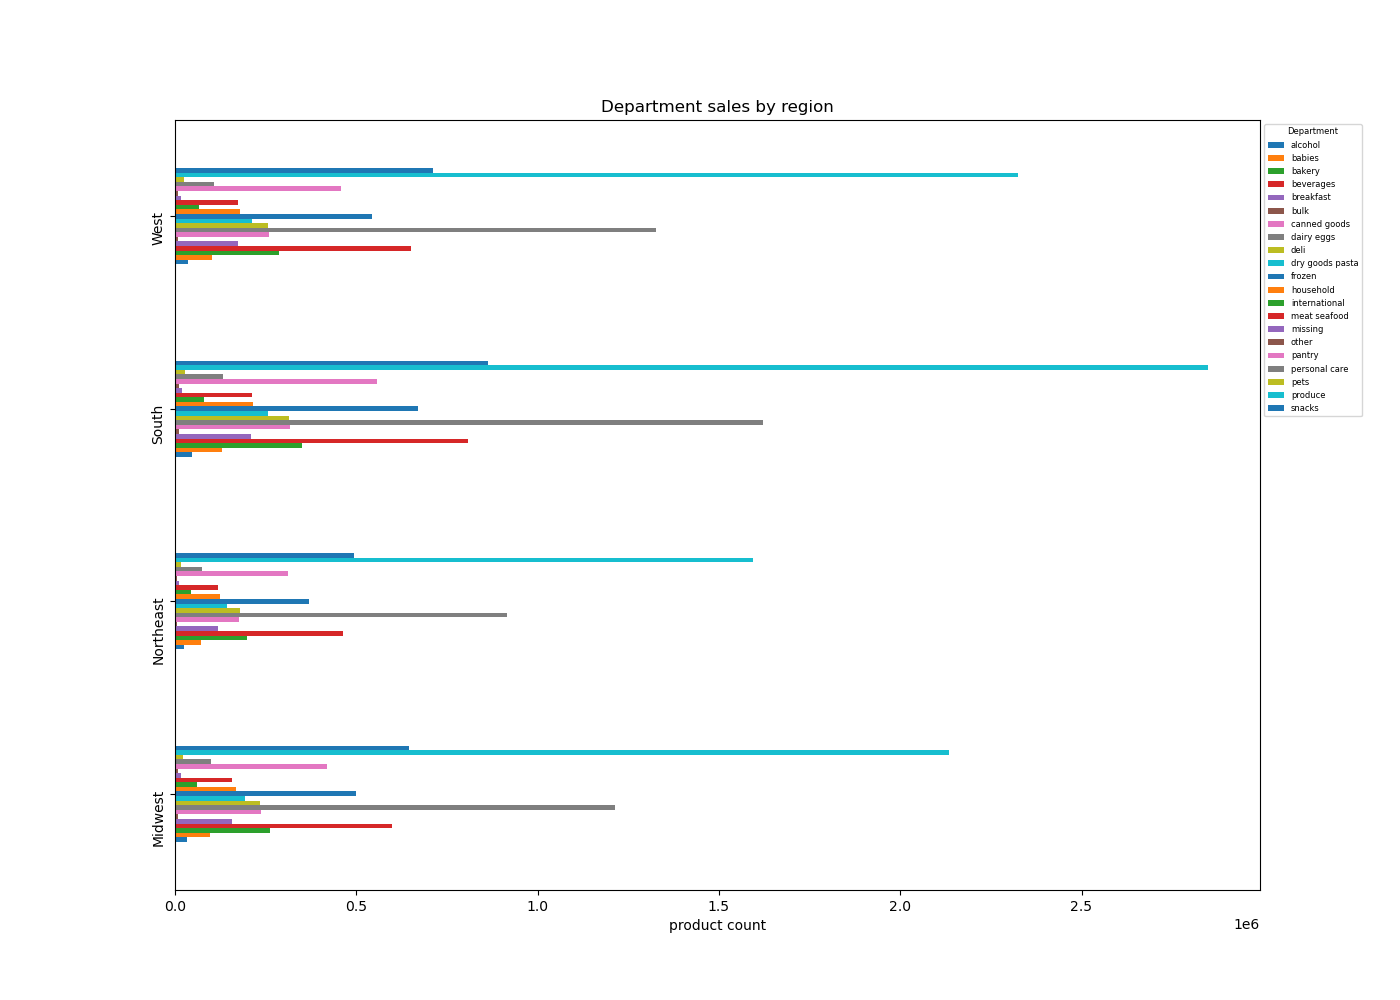 Department sales by region
West
South
Northeast
Midwest
0.0 0.5 1.0 1.5 2.0 2.5
1e6
product count
Department
alcohol
babies
bakery
beverages
breakfast
bulk
canned goods
dairy eggs
deli
dry goods pasta
frozen
household
international
meat seafood
missing
other
pantry
personal care
pets
produce
snacks